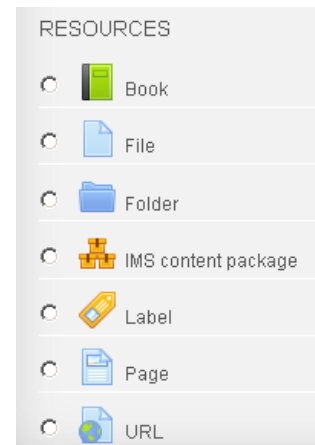 RESOURCES
Book
File
Folder
IMS content package
Label
Page
URL